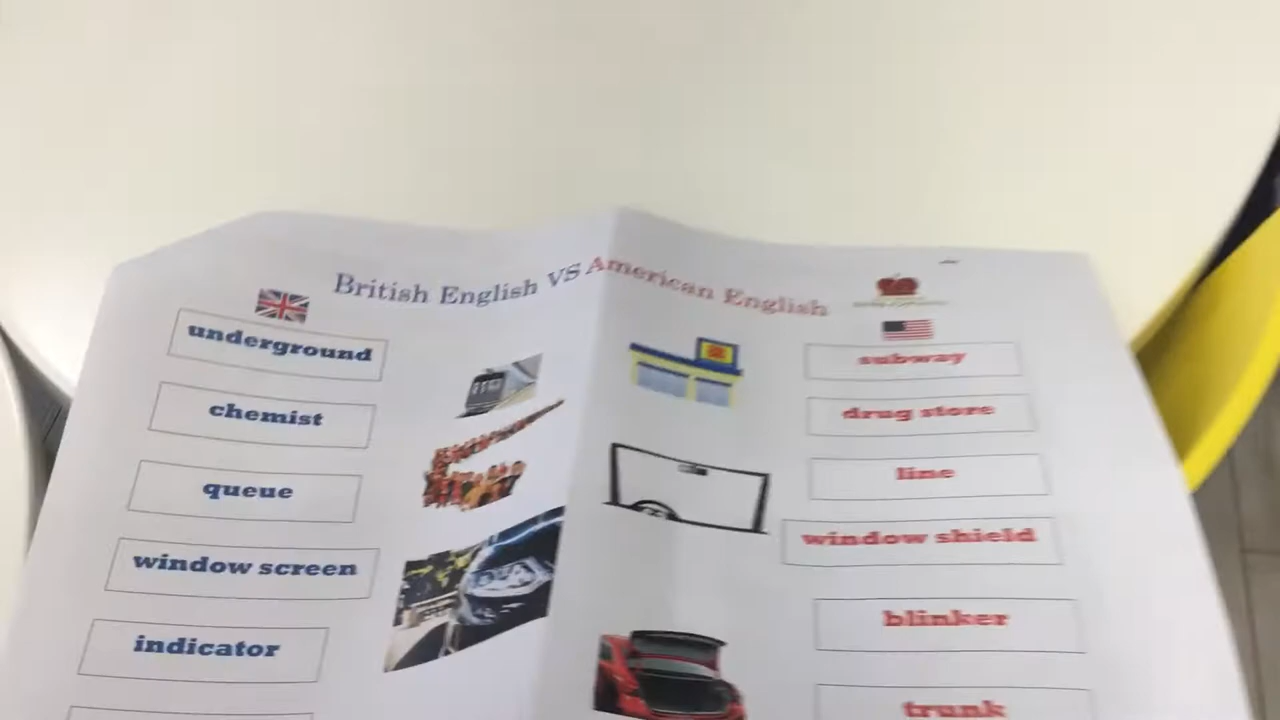 British English VS American English
underground
subway
chemist
drug store
queue
line
window screen
window shield
indicator
blinker
trunk